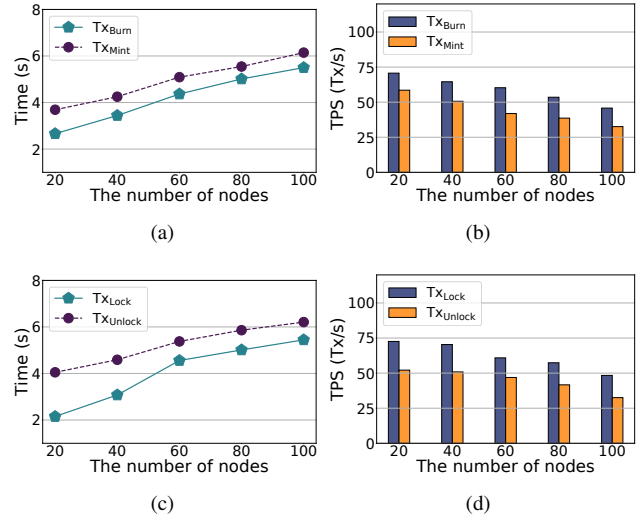 8
6
4
2
Time (s)
Tx_Burn
Tx_Mint
20 40 60 80 100
The number of nodes
(a)
100
75
50
25
0
TPS (Tx/s)
Tx_Burn
Tx_Mint
20 40 60 80 100
The number of nodes
(b)
8
6
4
2
Time (s)
Tx_Lock
Tx_Unlock
20 40 60 80 100
The number of nodes
(c)
100
75
50
25
0
TPS (Tx/s)
Tx_Lock
Tx_Unlock
20 40 60 80 100
The number of nodes
(d)